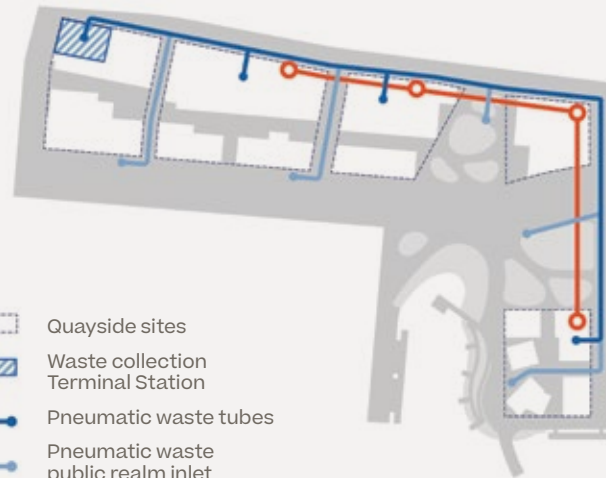 Quayside sites
Waste collection
Terminal Station
Pneumatic waste tubes
Pneumatic waste
public realm inlet